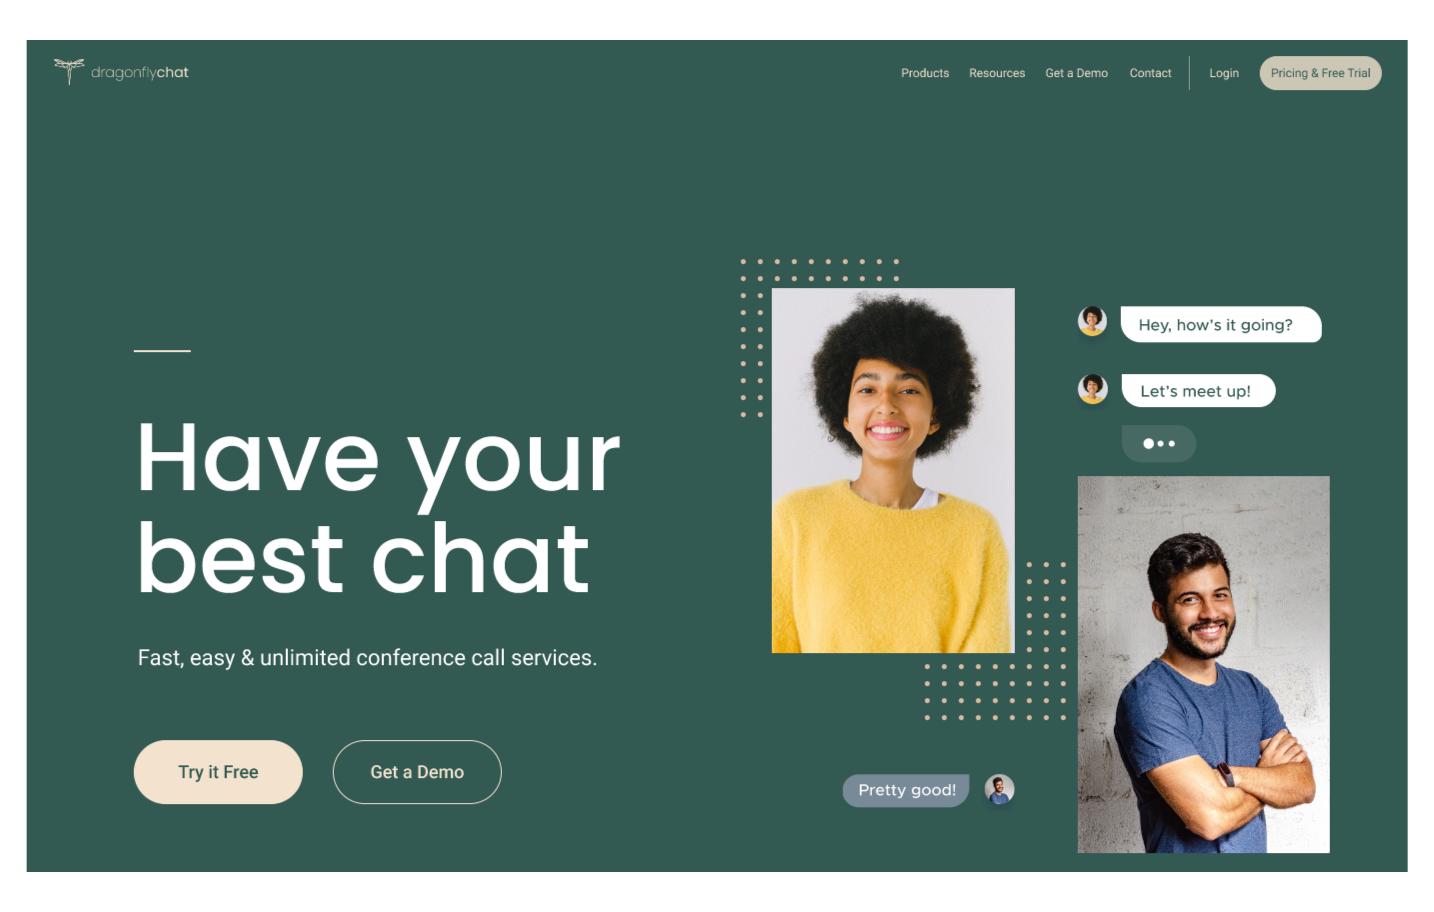 dragonflychat
Products Resources Get a Demo Contact Login Pricing & Free Trial
Have your
best chat
Fast, easy & unlimited conference call services.
Try it Free Get a Demo
Hey, how's it going?
Let's meet up!
Pretty good!